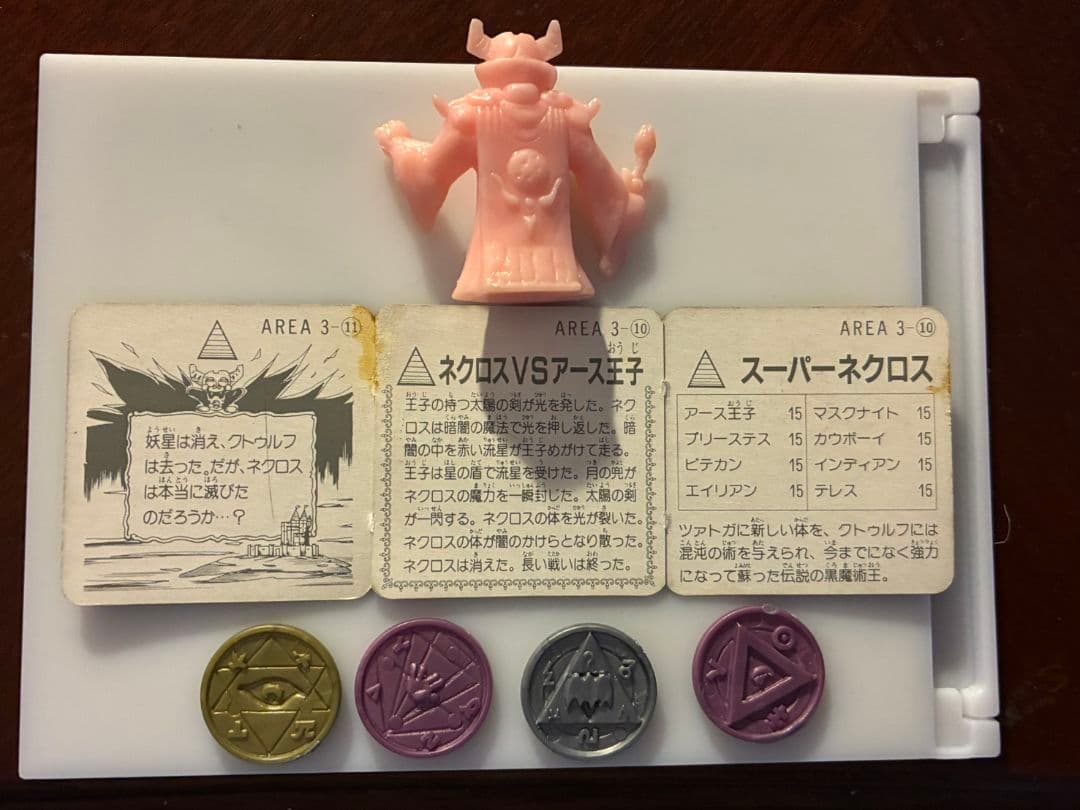 AREA 3-⑪
妖星は消え、クトゥルフ
は去った。だが、ネクロス
は本当に滅びた
のだろうか…?
AREA 3-⑩
ネクロスVSアース王子
王子の持つ太陽の剣が光を発した。ネク
ロスは暗闇の魔法で光を押し返した。暗
闇の中を赤い流星が王子めがけて走る。
王子は星の盾で流星を受けた。月の兜が
ネクロスの魔力を一瞬封じた。太陽の剣
が一閃する。ネクロスの体を光が裂いた。
ネクロスの体が闇のかけらとなり散った。
ネクロスは消えた。長い戦いは終った。
AREA 3-⑩
スーパーネクロス
アース王子 15 マスクナイト 15
プリーステス 15 カウボーイ 15
ピテカン 15 インディアン 15
エイリアン 15 テレス 15
ツァトガに新しい体を、クトゥルフには
混沌の術を与えられ、今までになく強力
になって蘇った伝説の黒魔術王。